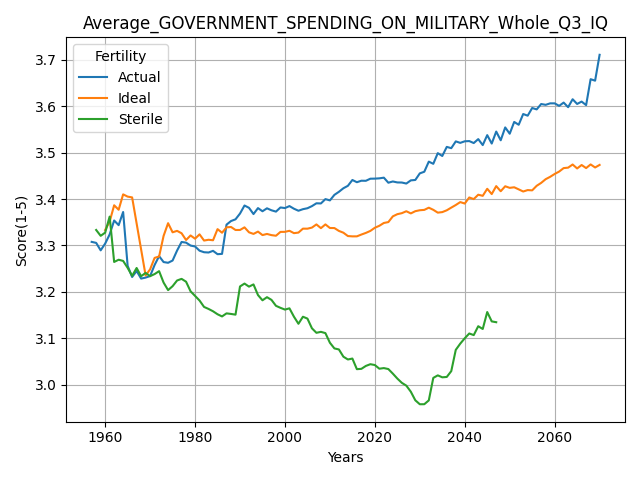 Average_GOVERNMENT_SPENDING_ON_MILITARY_Whole_Q3_IQ
Fertility
Actual
Ideal
Sterile
Score(1-5)
3.7
3.6
3.5
3.4
3.3
3.2
3.1
3.0
1960 1980 2000 2020 2040 2060
Years